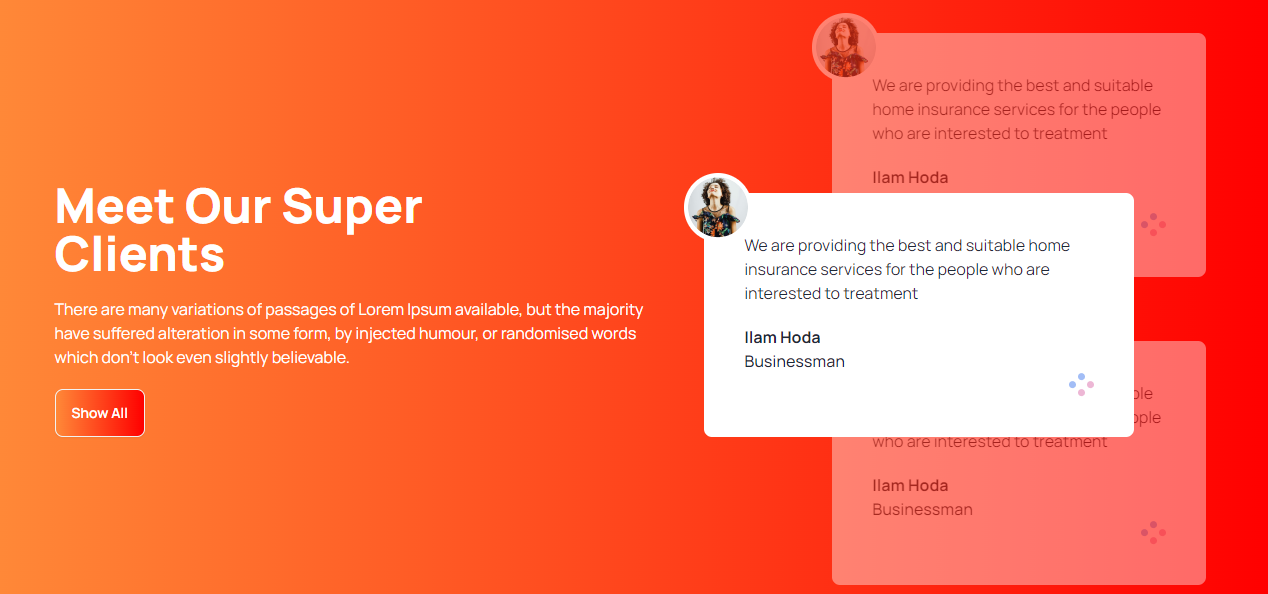 Meet Our Super
Clients
There are many variations of passages of Lorem Ipsum available, but the majority
have suffered alteration in some form, by injected humour, or randomised words
which don't look even slightly believable.
Show All
We are providing the best and suitable
home insurance services for the people
who are interested to treatment
Ilam Hoda
We are providing the best and suitable home
insurance services for the people who are
interested to treatment
Ilam Hoda
Businessman
who are interested to treatment
Ilam Hoda
Businessman